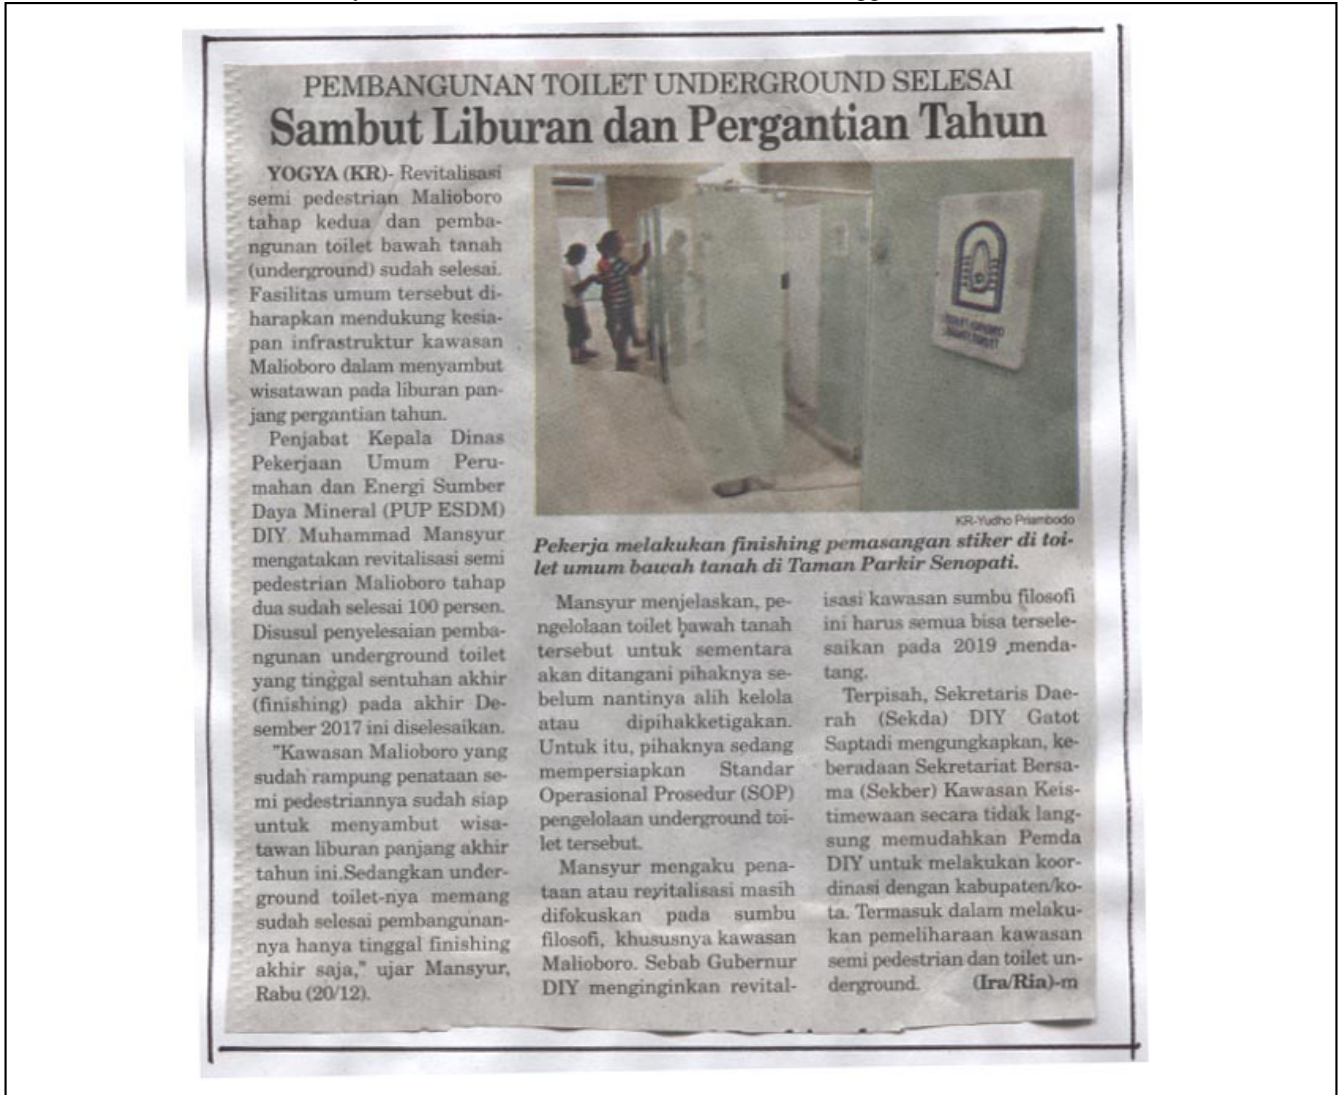 PEMBANGUNAN TOILET UNDERGROUND SELESAI
Sambut Liburan dan Pergantian Tahun
YOGYA (KR)- Revitalisasi
semi pedestrian Malioboro
tahap kedua dan pemba-
ngunan toilet bawah tanah
(underground) sudah selesai.
Fasilitas umum tersebut di-
harapkan mendukung kesia-
pan infrastruktur kawasan
Malioboro dalam menyambut
wisatawan pada liburan pan-
jang pergantian tahun.
Penjabat Kepala Dinas
Pekerjaan Umum Peru-
mahan dan Energi Sumber
Daya Mineral (PUP ESDM)
DIY Muhammad Mansyur
mengatakan revitalisasi semi
pedestrian Malioboro tahap
dua sudah selesai 100 persen.
Disusul penyelesaian pemba-
ngunan underground toilet
yang tinggal sentuhan akhir
(finishing) pada akhir De-
sember 2017 ini diselesaikan.
"Kawasan Malioboro yang
sudah rampung penataan se-
mi pedestriannya sudah siap
untuk menyambut wisa-
tawan liburan panjang akhir
tahun ini.Sedangkan under-
ground toilet-nya memang
sudah selesai pembangunan-
nya hanya tinggal finishing
akhir saja," ujar Mansyur,
Rabu (20/12).
KR-Yudho Priambodo
Pekerja melakukan finishing pemasangan stiker di toi-
let umum bawah tanah di Taman Parkir Senopati.
Mansyur menjelaskan, pe-
ngelolaan toilet bawah tanah
tersebut untuk sementara
akan ditangani pihaknya se-
belum nantinya alih kelola
atau dipihakketigakan.
Untuk itu, pihaknya sedang
mempersiapkan Standar
Operasional Prosedur (SOP)
pengelolaan underground toi-
let tersebut.
Mansyur mengaku pena-
taan atau revitalisasi masih
difokuskan pada sumbu
filosofi, khususnya kawasan
Malioboro. Sebab Gubernur
DIY menginginkan revital-
isasi kawasan sumbu filosofi
ini harus semua bisa tersele-
saikan pada 2019 menda-
tang.
Terpisah, Sekretaris Dae-
rah (Sekda) DIY Gatot
Saptadi mengungkapkan, ke-
beradaan Sekretariat Bersa-
ma (Sekber) Kawasan Keis-
timewaan secara tidak lang-
sung memudahkan Pemda
DIY untuk melakukan koor-
dinasi dengan kabupaten/ko-
ta. Termasuk dalam melaku-
kan pemeliharaan kawasan
semi pedestrian dan toilet un-
derground. (Ira/Ria)-m